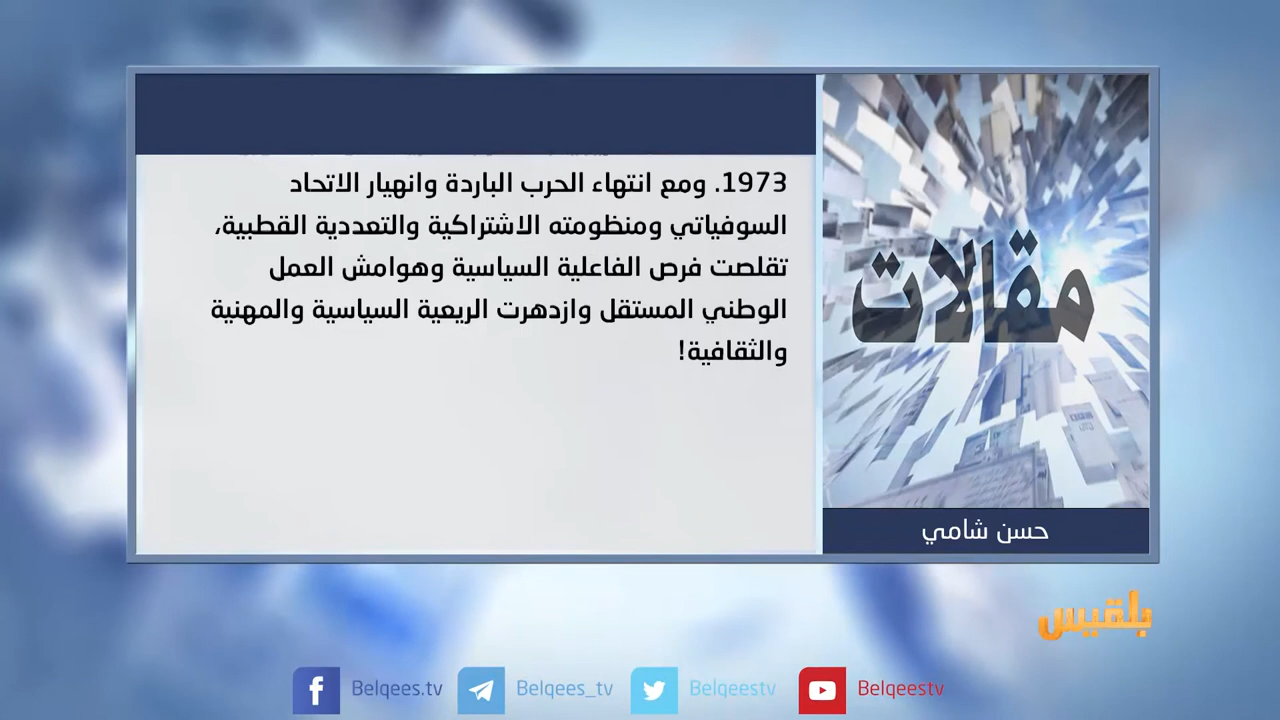 1973. ومع انتهاء الحرب الباردة وانهيار الاتحاد
السوفياتي ومنظومته الاشتراكية والتعددية القطبية،
تقلصت فرص الفاعلية السياسية وهوامش العمل
الوطني المستقل وازدهرت الريعية السياسية والمهنية
والثقافية!
مقالات
حسن شامي
بلقيس
Belqees.tv
Belqees_tv
Belqeestv
Belqeestv